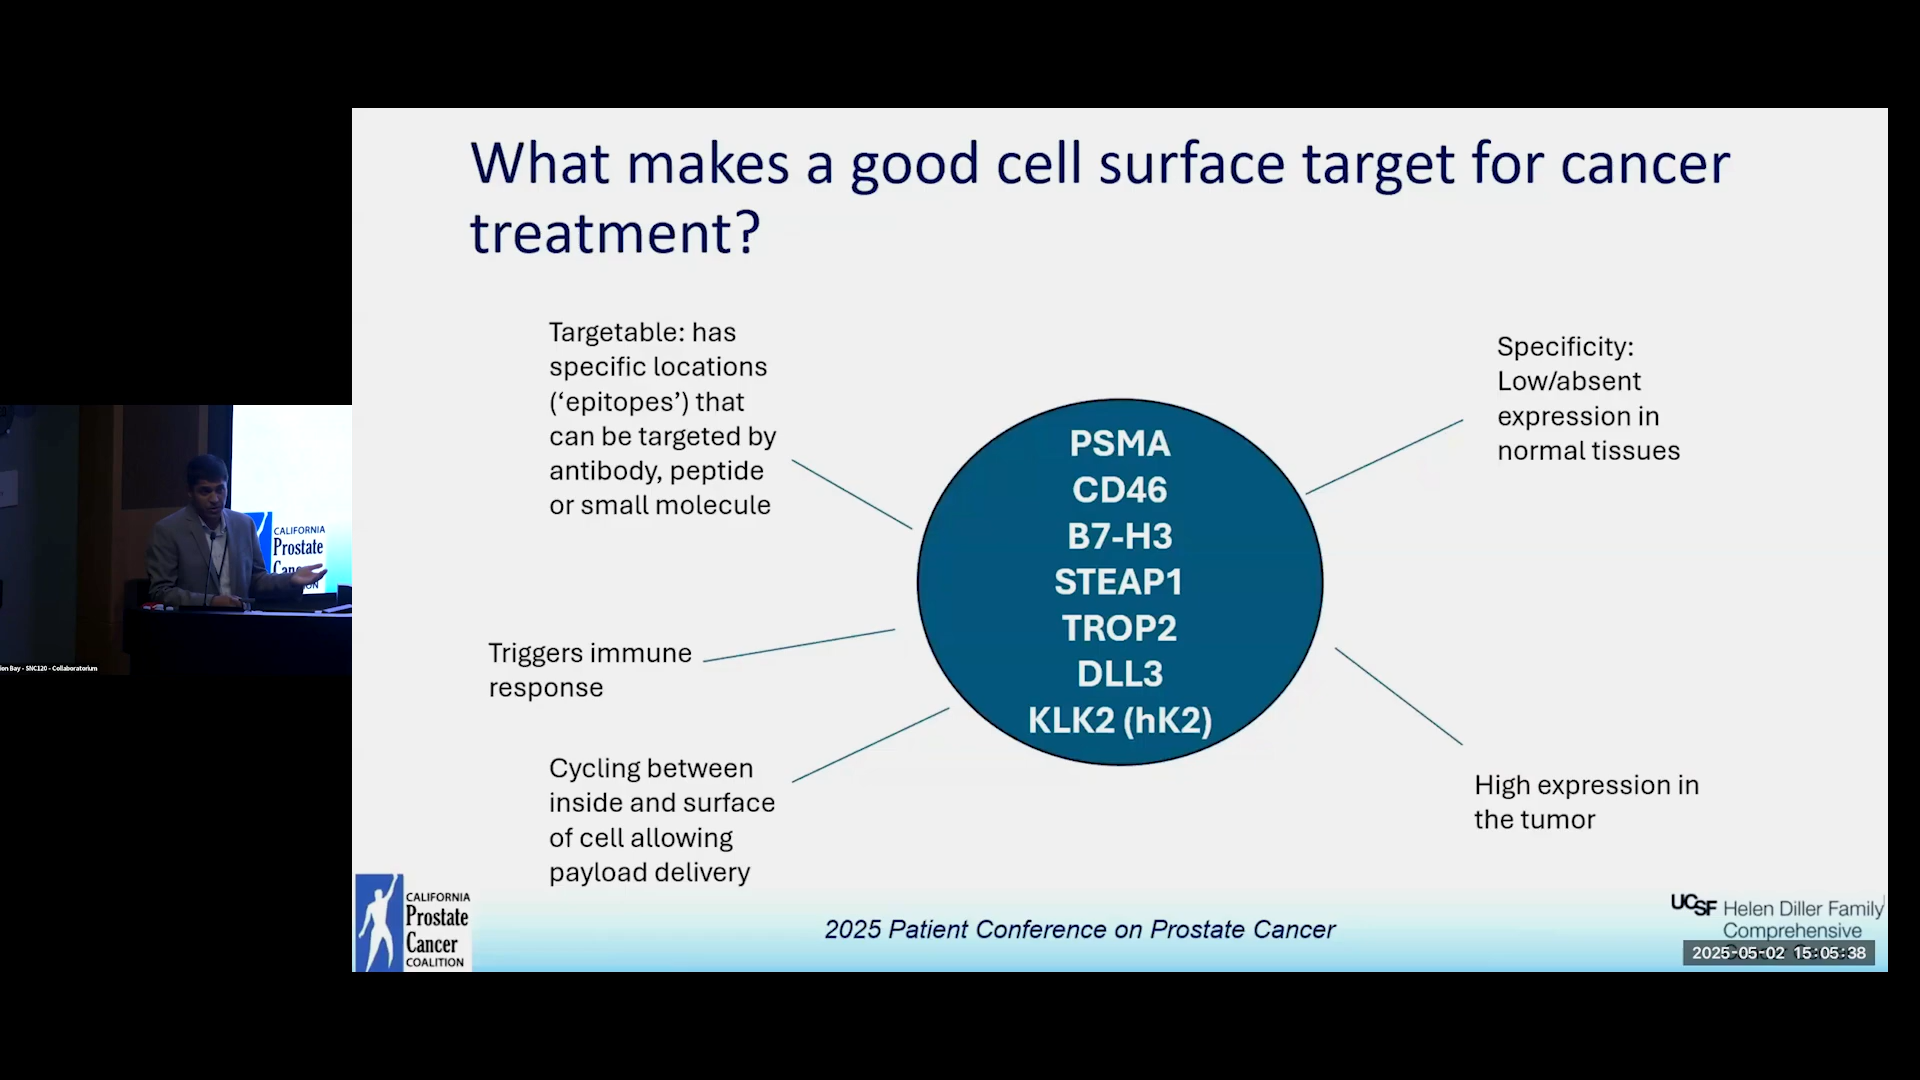 What makes a good cell surface target for cancer
treatment?
Targetable: has
specific locations
(‘epitopes’) that
can be targeted by
antibody, peptide
or small molecule
Triggers immune
response
Cycling between
inside and surface
of cell allowing
payload delivery
PSMA
CD46
B7-H3
STEAP1
TROP2
DLL3
KLK2 (hK2)
Specificity:
Low/absent
expression in
normal tissues
High expression in
the tumor
CALIFORNIA
Prostate
Cancer
COALITION
2025 Patient Conference on Prostate Cancer
UCSF Helen Diller Family
Comprehensive
2025-05-02 15:05:38
CALIFORNIA
Prostate
Bay - SNC120 - Collaboratorium